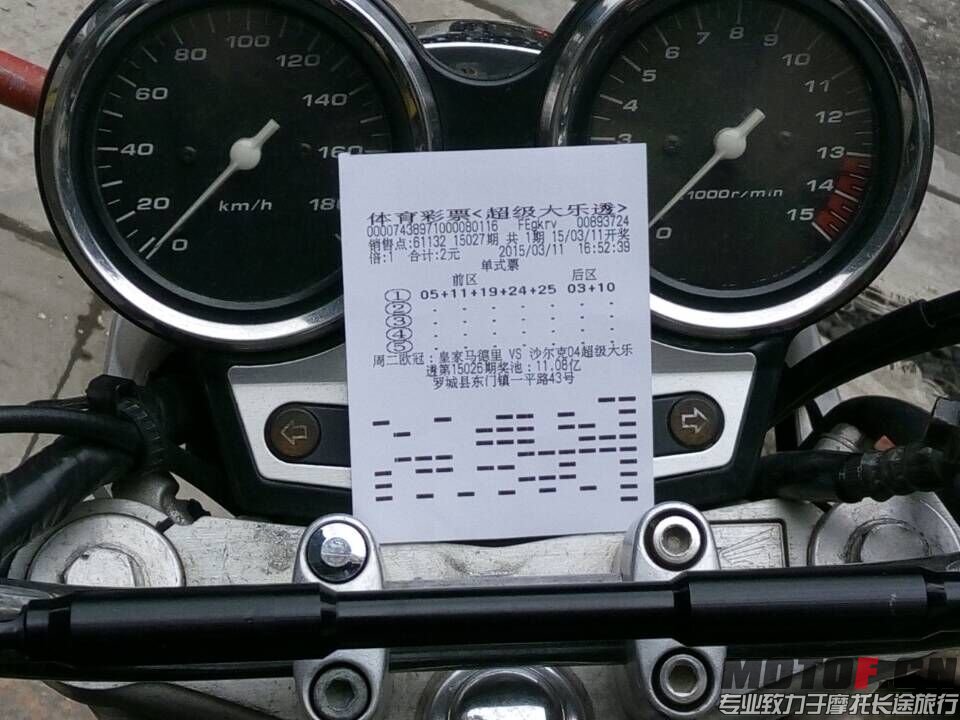 20
40
60
80
100
120
140
160
180
km/h
0
0
3
4
5
6
7
8
9
10
12
13
14
15
1000r/min
体育彩票<超级大乐透>
00007438971000080116 FEgkrv 00893724
销售点:61132 15027期 共1期 15/03/11开奖
倍:1 合计:2元 2015/03/11 16:52:39
单式票
前区 后区
① 05+11+19+24+25 03+10
②
③
④
⑤
周二欧冠：皇家马德里 VS 沙尔克04超级大乐
透第15026期奖池：11.08亿
罗城县东门镇一平路43号
MOTOF.CN
专业致力于摩托长途旅行